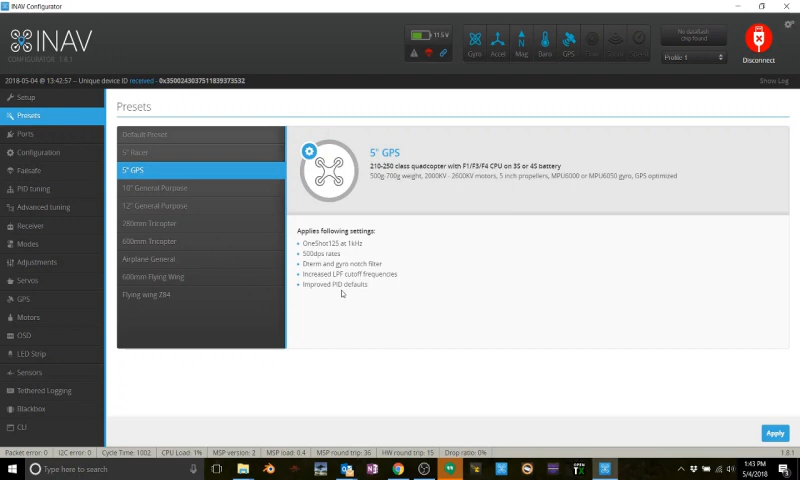 INAV Configurator
INAV
CONFIGURATOR 1.8.1
11.5 V
Gyro
Accel
Mag
Baro
GPS
No dataflash
chip found
Profile 1
Disconnect
2018-05-04 @ 13:42:57 -- Unique device ID received - 0x3500243037511839373532
Show Log
Setup
Presets
Ports
Configuration
Failsafe
PID tuning
Advanced tuning
Receiver
Modes
Adjustments
Servos
GPS
Motors
OSD
LED Strip
Sensors
Tethered Logging
Blackbox
CLI
Presets
Default Preset
5" Racer
5" GPS
10" General Purpose
12" General Purpose
280mm Tricopter
600mm Tricopter
Airplane General
600mm Flying Wing
Flying wing Z84
5" GPS
210-250 class quadcopter with F1/F3/F4 CPU on 3S or 4S battery
500g-700g weight, 2000KV - 2600KV motors, 5 inch propellers, MPU6000 or MPU6050 gyro, GPS optimized
Applies following settings:
OneShot125 at 1kHz
500dps rates
Dterm and gyro notch filter
Increased LPF cutoff frequencies
Improved PID defaults
Apply
Packet error: 0
I2C error: 0
Cycle Time: 1002
CPU Load: 1%
MSP version: 2
MSP load: 0.4
MSP round trip: 36
HW round trip: 15
Drop ratio: 0%
1.8.1
Type here to search
OPEN
TX
1:43 PM
5/4/2018
3